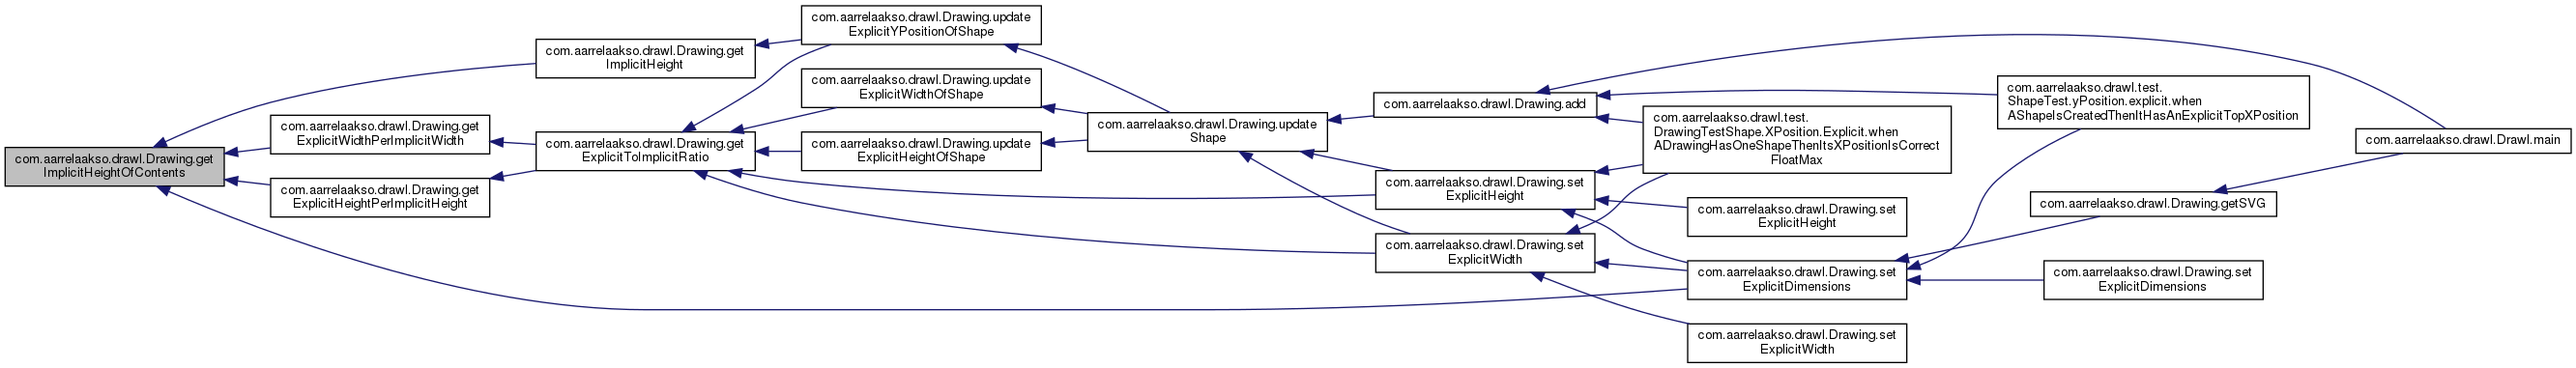 com.aarrelaakso.drawl.Drawing.get
ImplicitHeightOfContents
com.aarrelaakso.drawl.Drawing.get
ImplicitHeight
com.aarrelaakso.drawl.Drawing.get
ExplicitWidthPerImplicitWidth
com.aarrelaakso.drawl.Drawing.get
ExplicitHeightPerImplicitHeight
com.aarrelaakso.drawl.Drawing.get
ExplicitToImplicitRatio
com.aarrelaakso.drawl.Drawing.update
ExplicitYPositionOfShape
com.aarrelaakso.drawl.Drawing.update
ExplicitWidthOfShape
com.aarrelaakso.drawl.Drawing.update
ExplicitHeightOfShape
com.aarrelaakso.drawl.Drawing.update
Shape
com.aarrelaakso.drawl.Drawing.add
com.aarrelaakso.drawl.Drawing.set
ExplicitHeight
com.aarrelaakso.drawl.Drawing.set
ExplicitWidth
com.aarrelaakso.drawl.test.
DrawingTestShape.XPosition.Explicit.when
ADrawingHasOneShapeThenItsXPositionIsCorrect
FloatMax
com.aarrelaakso.drawl.Drawing.set
ExplicitHeight
com.aarrelaakso.drawl.Drawing.set
ExplicitDimensions
com.aarrelaakso.drawl.Drawing.set
ExplicitWidth
com.aarrelaakso.drawl.test.
ShapeTest.yPosition.explicit.when
AShapeIsCreatedThenItHasAnExplicitTopXPosition
com.aarrelaakso.drawl.Drawing.getSVG
com.aarrelaakso.drawl.Drawing.set
ExplicitDimensions
com.aarrelaakso.drawl.Drawl.main